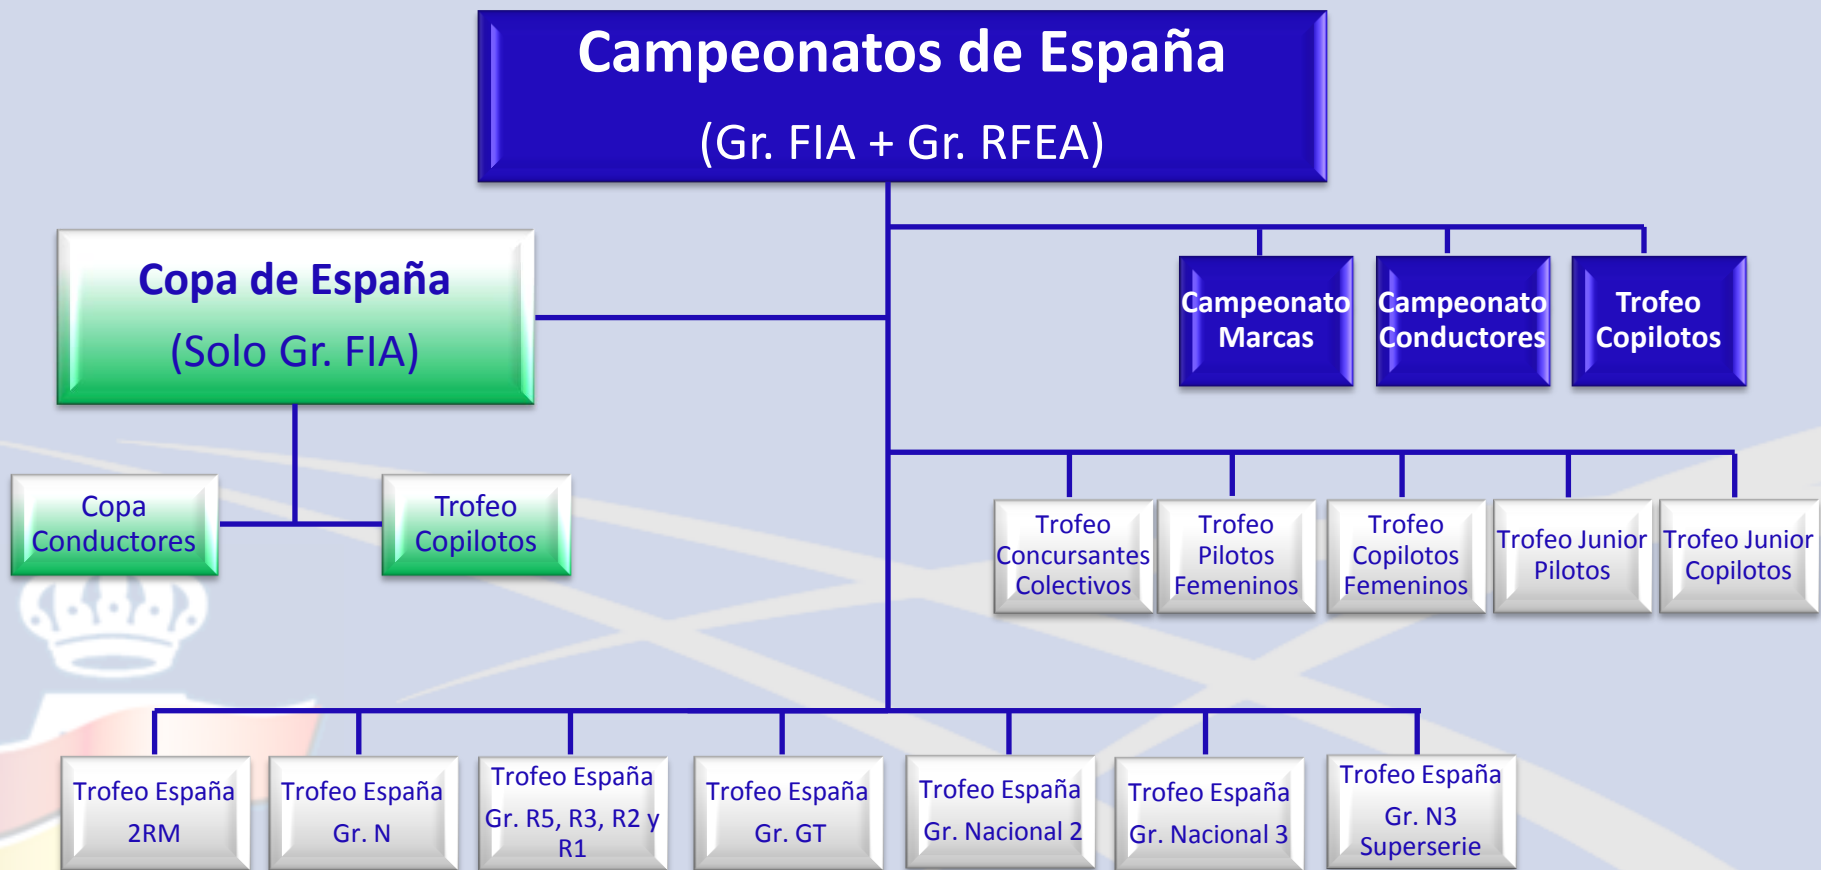 Campeonatos de España
(Gr. FIA + Gr. RFEA)
Copa de España
(Solo Gr. FIA)
Campeonato
Marcas
Campeonato
Conductores
Trofeo
Copilotos
Copa
Conductores
Trofeo
Copilotos
Trofeo
Concursantes
Colectivos
Trofeo
Pilotos
Femeninos
Trofeo
Copilotos
Femeninos
Trofeo Junior
Pilotos
Trofeo Junior
Copilotos
Trofeo España
2RM
Trofeo España
Gr. N
Trofeo España
Gr. R5, R3, R2 y
R1
Trofeo España
Gr. GT
Trofeo España
Gr. Nacional 2
Trofeo España
Gr. Nacional 3
Trofeo España
Gr. N3
Superserie